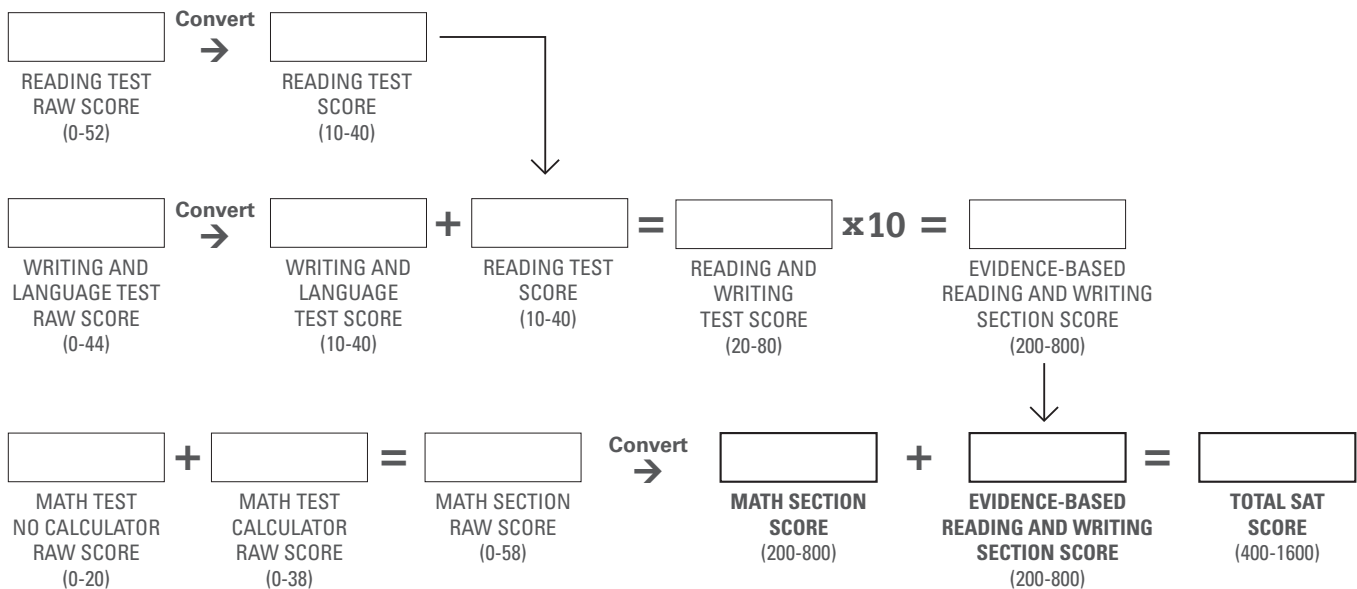 Convert
→
READING TEST
RAW SCORE
(0-52)
READING TEST
SCORE
(10-40)
Convert
→
+
=
x10 =
WRITING AND
LANGUAGE TEST
RAW SCORE
(0-44)
WRITING AND
LANGUAGE
TEST SCORE
(10-40)
READING TEST
SCORE
(10-40)
READING AND
WRITING
TEST SCORE
(20-80)
EVIDENCE-BASED
READING AND WRITING
SECTION SCORE
(200-800)
+
=
Convert
→
+
=
MATH TEST
NO CALCULATOR
RAW SCORE
(0-20)
MATH TEST
CALCULATOR
RAW SCORE
(0-38)
MATH SECTION
RAW SCORE
(0-58)
MATH SECTION
SCORE
(200-800)
EVIDENCE-BASED
READING AND WRITING
SECTION SCORE
(200-800)
TOTAL SAT
SCORE
(400-1600)